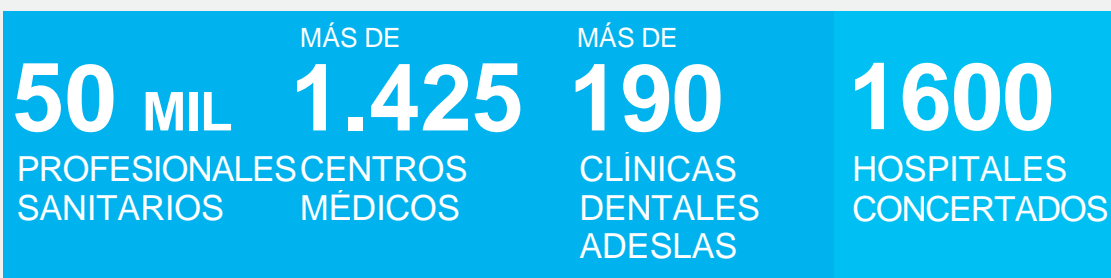 50 MIL
PROFESIONALES
SANITARIOS
MÁS DE
1.425
CENTROS
MÉDICOS
MÁS DE
190
CLÍNICAS
DENTALES
ADESLAS
1600
HOSPITALES
CONCERTADOS